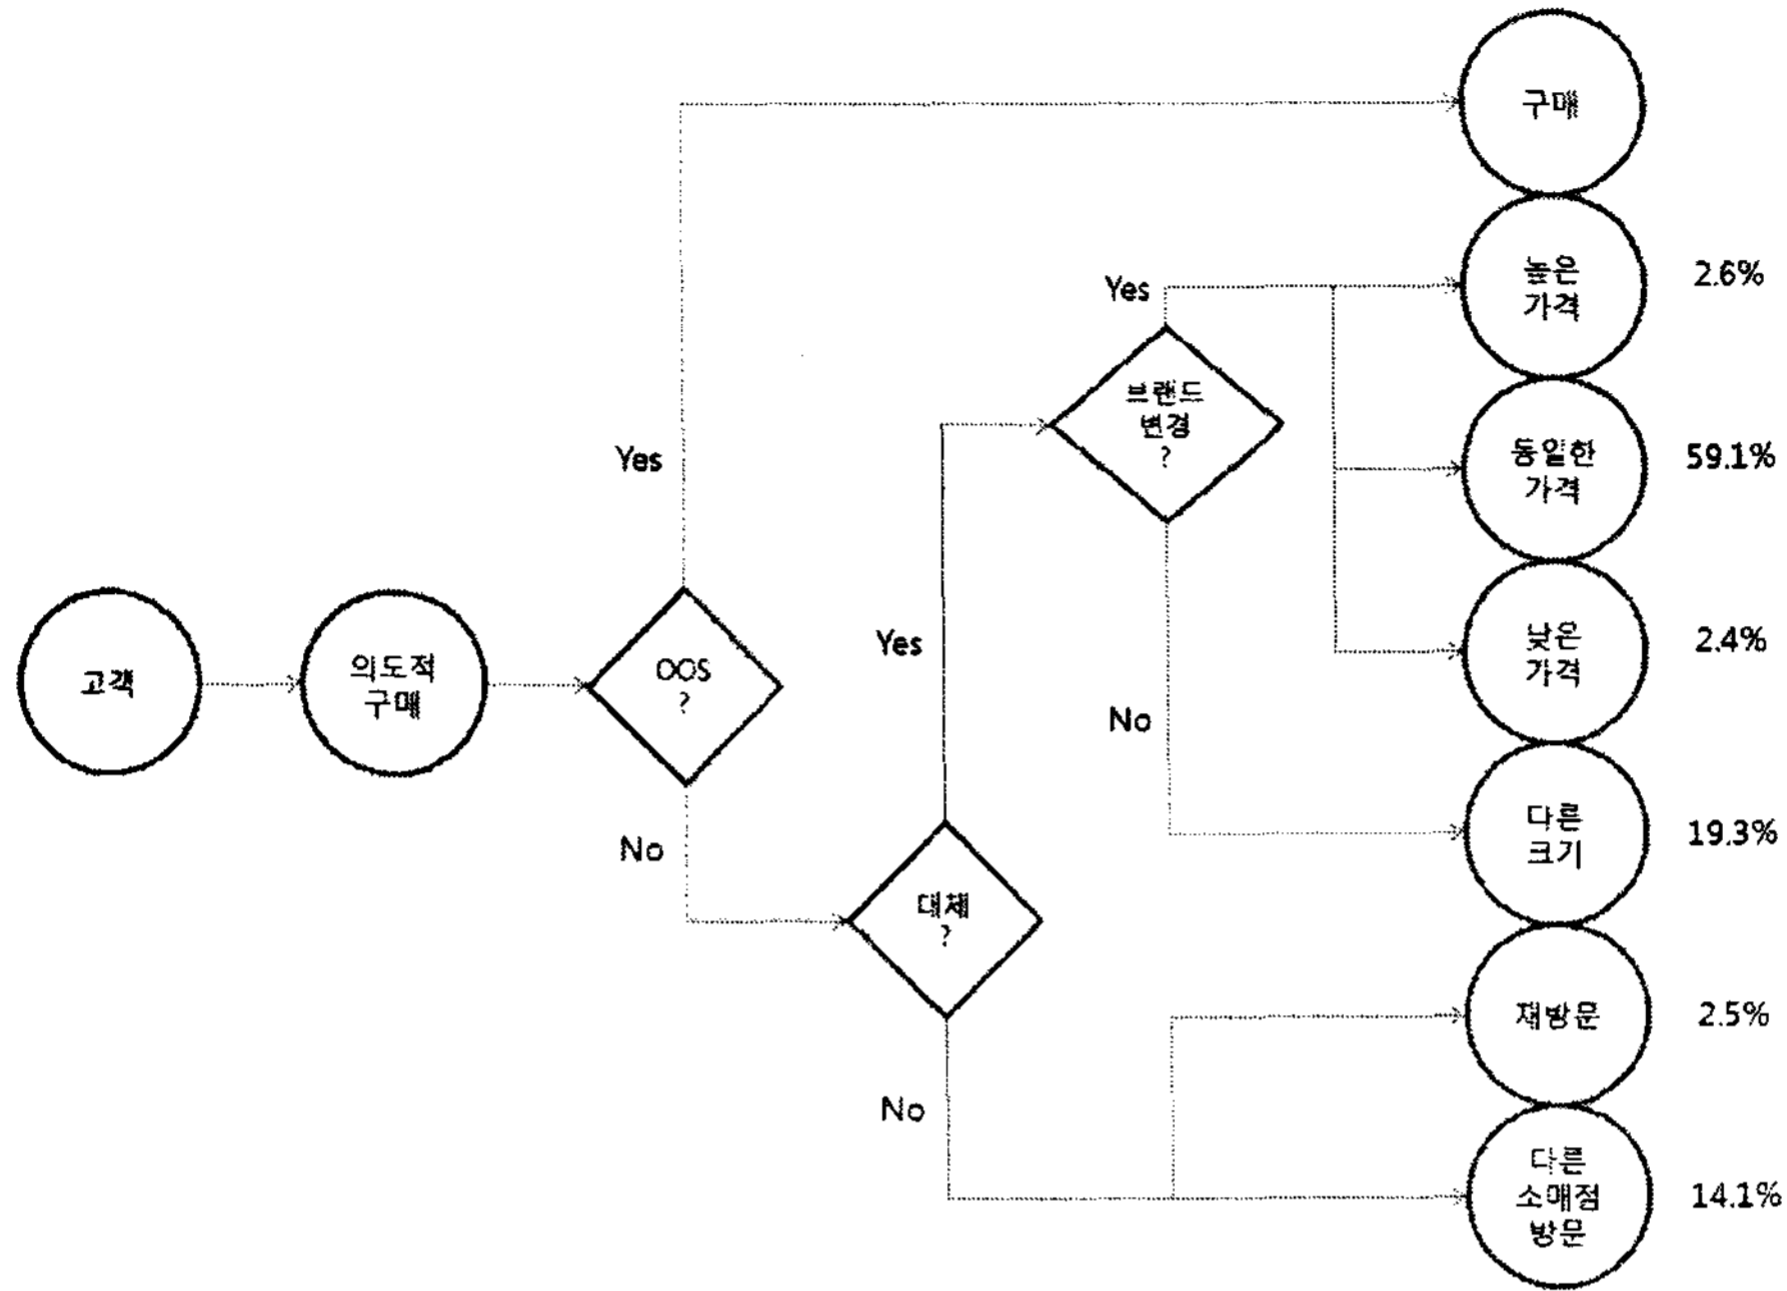 구매
높은
가격
2.6%
Yes
브랜드
변경
?
동일한
가격
59.1%
Yes
낮은
가격
2.4%
Yes
고객
의도적
구매
OOS
?
No
다른
크기
19.3%
No
대체
?
재방문
2.5%
No
다른
소매점
방문
14.1%